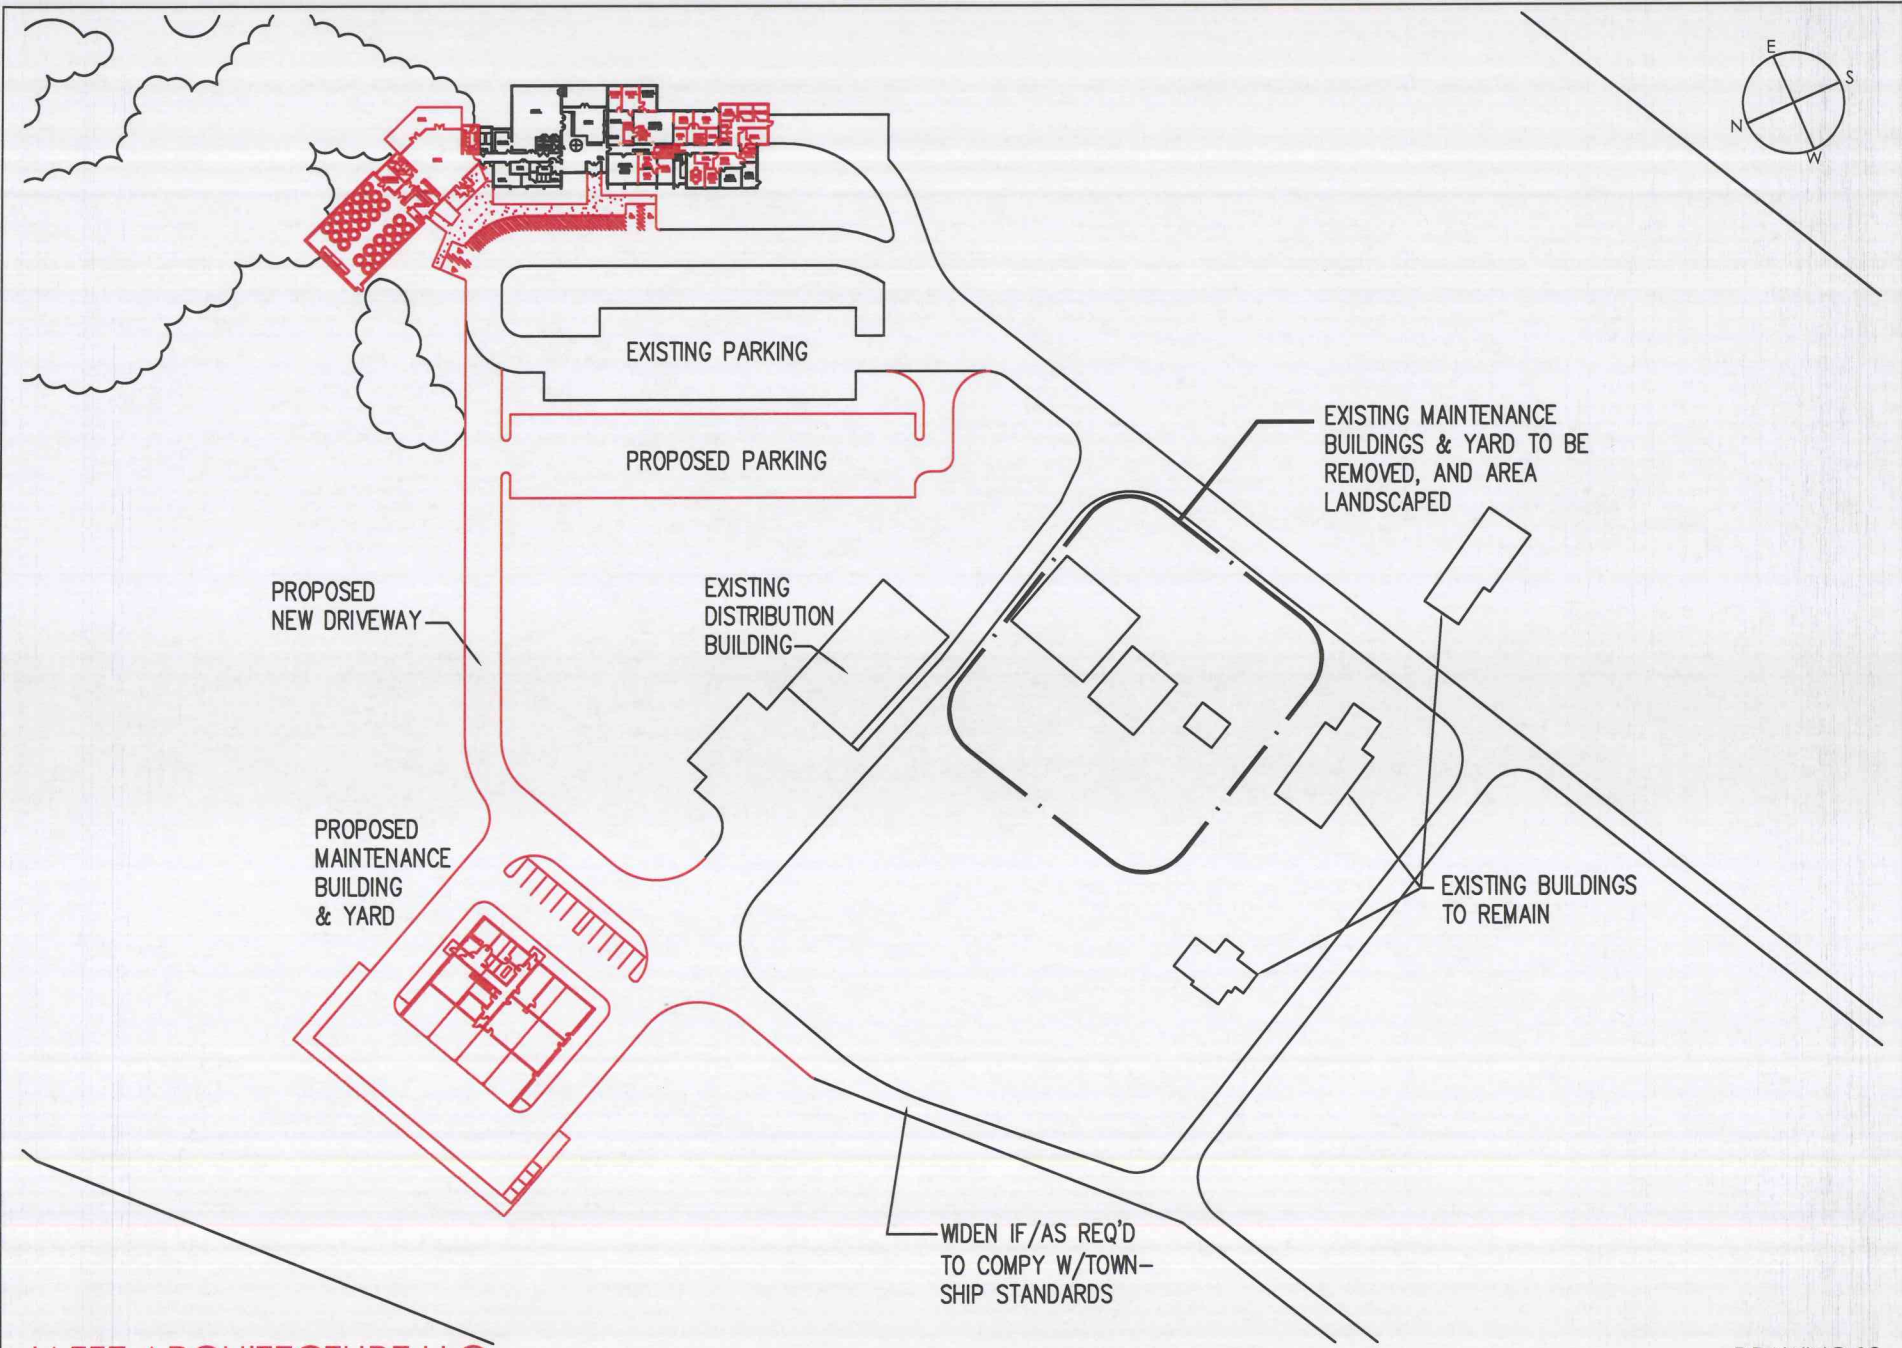 E
S
N
W
EXISTING PARKING
PROPOSED PARKING
EXISTING MAINTENANCE
BUILDINGS & YARD TO BE
REMOVED, AND AREA
LANDSCAPED
PROPOSED
NEW DRIVEWAY
EXISTING
DISTRIBUTION
BUILDING
PROPOSED
MAINTENANCE
BUILDING
& YARD
EXISTING BUILDINGS
TO REMAIN
WIDEN IF/AS REQ'D
TO COMPY W/TOWN-
SHIP STANDARDS